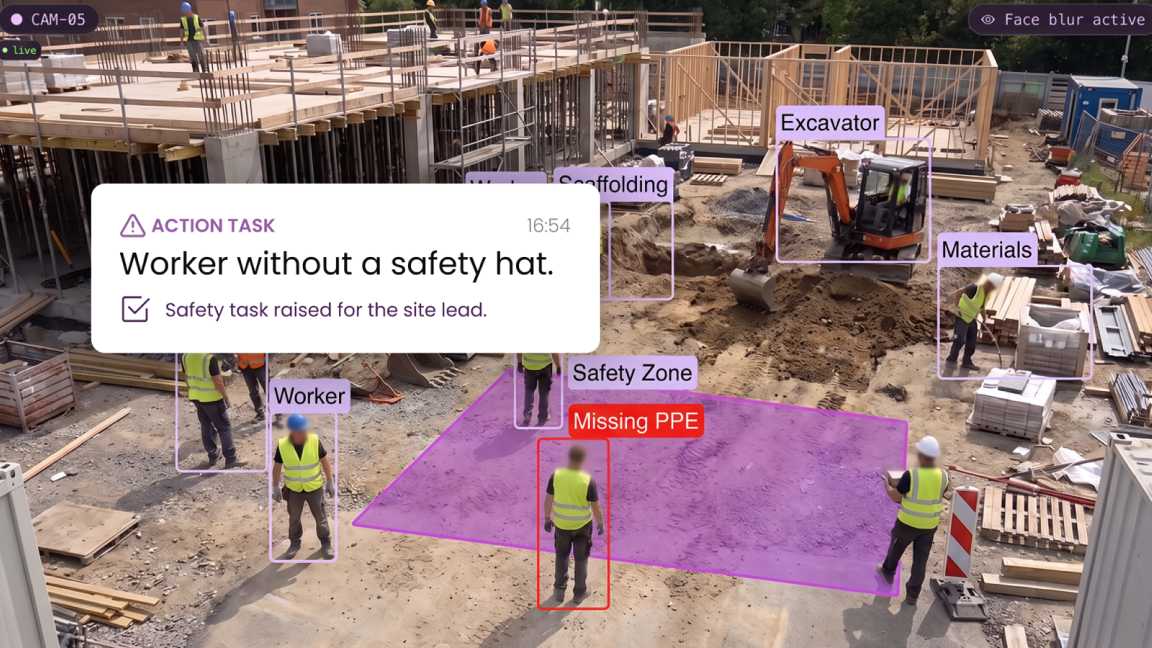 CAM-05
Face blur active
live
Excavator
Scaffolding
Materials
ACTION TASK
16:54
Worker without a safety hat.
Safety task raised for the site lead.
Safety Zone
Worker
Missing PPE